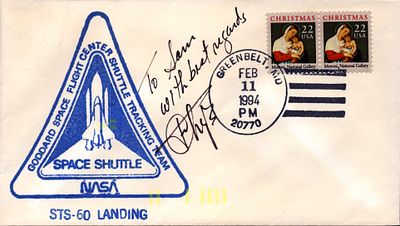 GODDARD SPACE FLIGHT CENTER SHUTTLE TRACKING TEAM
SPACE SHUTTLE
NASA
STS-60 LANDING
To Sam
with best regards
GREENBELT, MD
FEB
11
1994
PM
20770
CHRISTMAS
22
USA
Moroni, National Gallery
CHRISTMAS
22
USA
Moroni, National Gallery